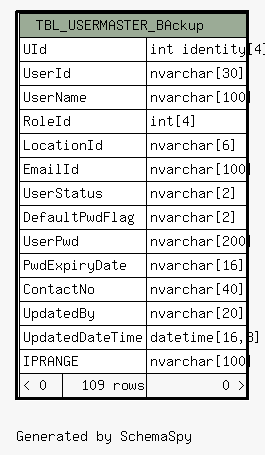 TBL_USERMASTER_BAckup
UId int identity[4]
UserId nvarchar[30]
UserName nvarchar[100]
RoleId int[4]
LocationId nvarchar[6]
EmailId nvarchar[100]
UserStatus nvarchar[2]
DefaultPwdFlag nvarchar[2]
UserPwd nvarchar[200]
PwdExpiryDate nvarchar[16]
ContactNo nvarchar[40]
UpdatedBy nvarchar[20]
UpdatedDateTime datetime[16,3]
IPRANGE nvarchar[100]
< 0 109 rows 0 >
Generated by SchemaSpy